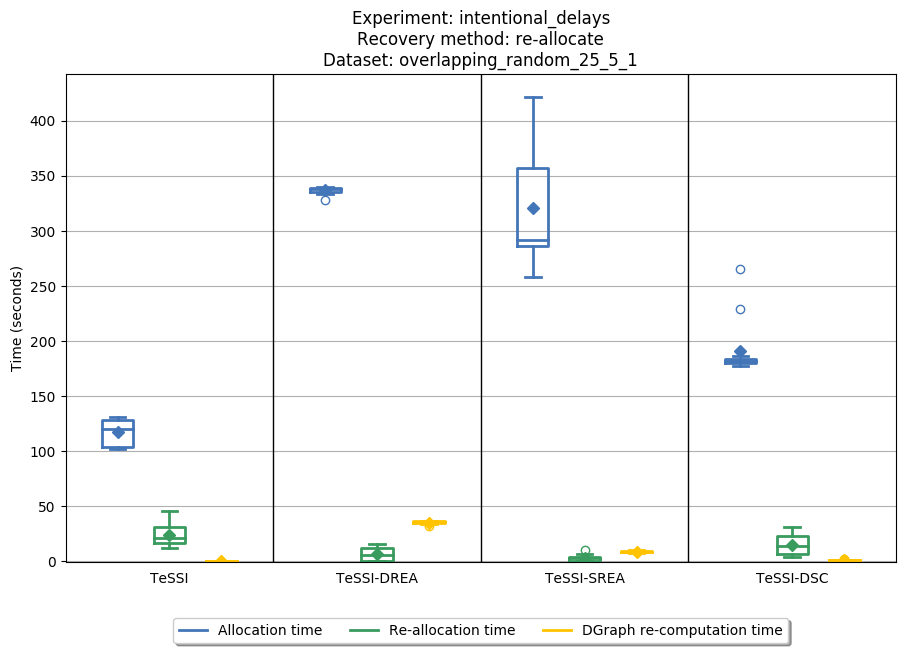 Experiment: intentional_delays
Recovery method: re-allocate
Dataset: overlapping_random_25_5_1
Time (seconds)
400
350
300
250
200
150
100
50
0
TeSSI
TeSSI-DREA
TeSSI-SREA
TeSSI-DSC
Allocation time
Re-allocation time
DGraph re-computation time